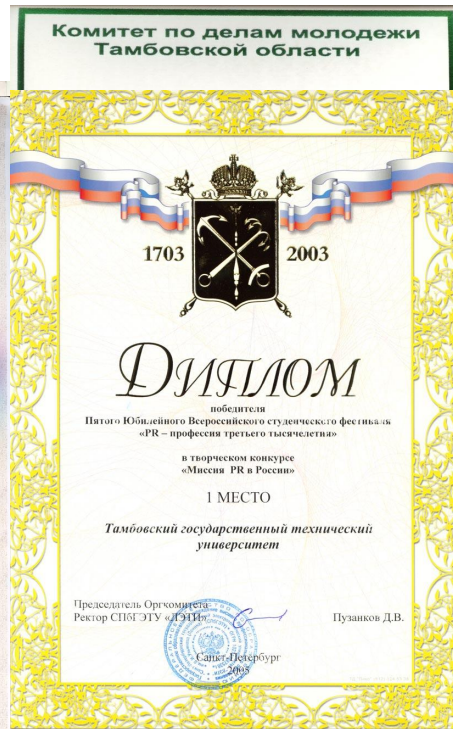 Комитет по делам молодежи
Тамбовской области
1703 2003
ДИПЛОМ
победителя
Пятого Юбилейного Всероссийского студенческого фестиваля
«PR – профессия третьего тысячелетия»
в творческом конкурсе
«Миссия PR в России»
1 МЕСТО
Тамбовский государственный технический
университет
Председатель Оргкомитета
Ректор СПбГЭТУ «ЛЭТИ» Пузанков Д.В.
Санкт-Петербург
2005